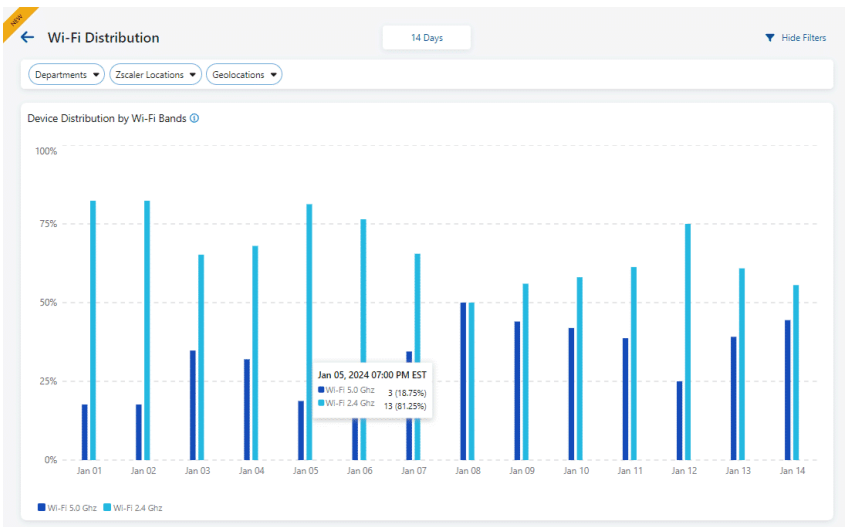 NEW
Wi-Fi Distribution
14 Days
Hide Filters
Departments
Zscaler Locations
Geolocations
Device Distribution by Wi-Fi Bands
100%
75%
50%
25%
0%
Jan 05, 2024 07:00 PM EST
Wi-Fi 5.0 Ghz 3 (18.75%)
Wi-Fi 2.4 Ghz 13 (81.25%)
Jan 01 Jan 02 Jan 03 Jan 04 Jan 05 Jan 06 Jan 07 Jan 08 Jan 09 Jan 10 Jan 11 Jan 12 Jan 13 Jan 14
Wi-Fi 5.0 Ghz Wi-Fi 2.4 Ghz